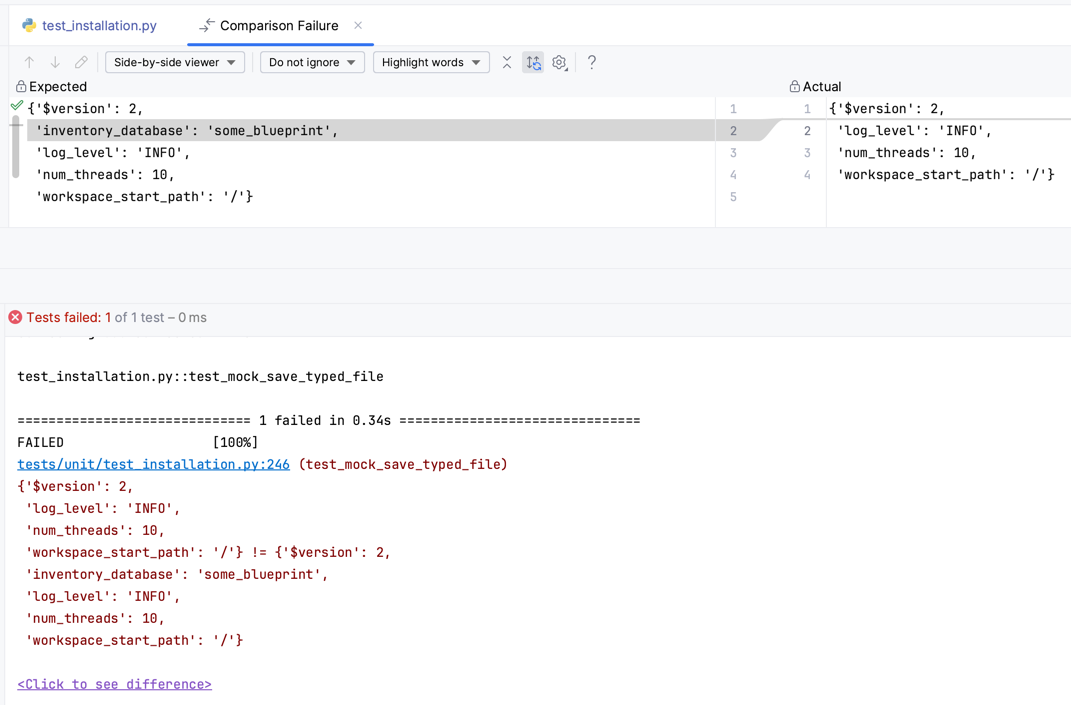 test_installation.py Comparison Failure
Side-by-side viewer Do not ignore Highlight words ?
Expected Actual
{'$version': 2, 1 1 {'$version': 2,
'inventory_database': 'some_blueprint', 2 2 'log_level': 'INFO',
'log_level': 'INFO', 3 3 'num_threads': 10,
'num_threads': 10, 4 4 'workspace_start_path': '/'}
'workspace_start_path': '/'} 5
Tests failed: 1 of 1 test – 0 ms
test_installation.py::test_mock_save_typed_file
============================== 1 failed in 0.34s ===============================
FAILED [100%]
tests/unit/test_installation.py:246 (test_mock_save_typed_file)
{'$version': 2,
'log_level': 'INFO',
'num_threads': 10,
'workspace_start_path': '/'} != {'$version': 2,
'inventory_database': 'some_blueprint',
'log_level': 'INFO',
'num_threads': 10,
'workspace_start_path': '/'}
<Click to see difference>